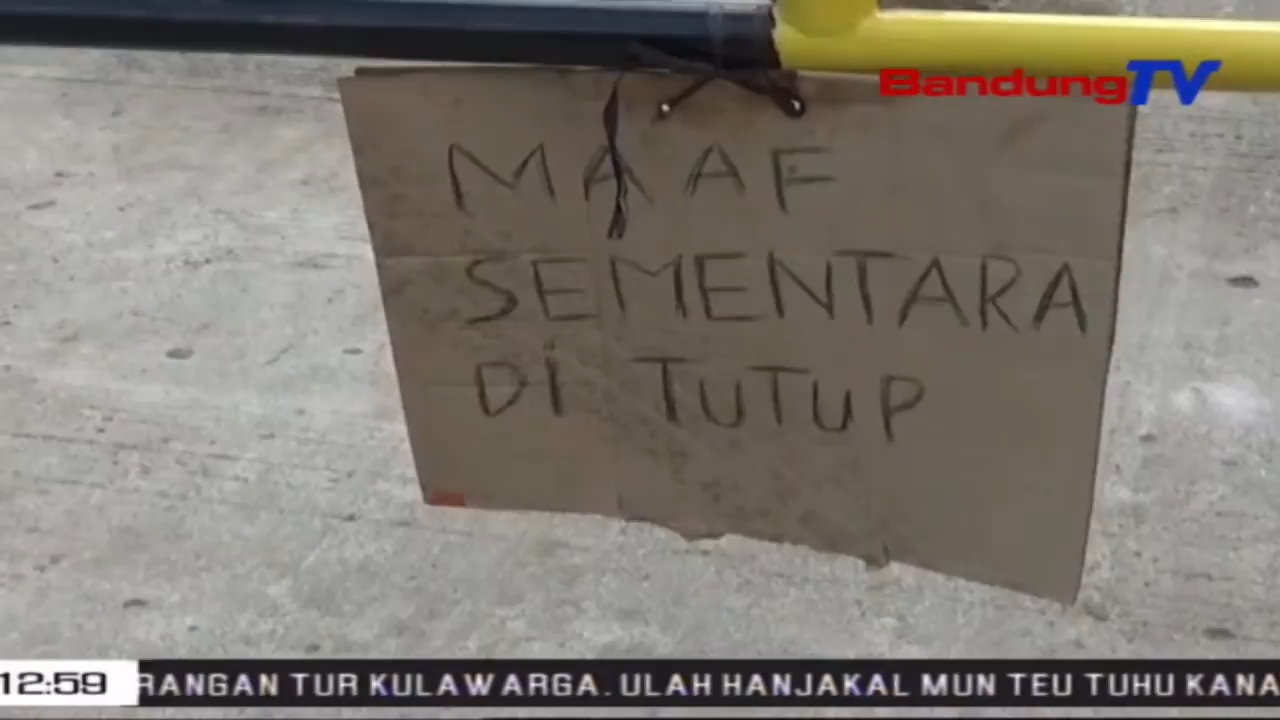 BandungTV
MAAF
SEMENTARA
Di TUTUP
12:59
RANGAN TUR KULAWARGA. ULAH HANJAKAL MUN TEU TUHU KANA